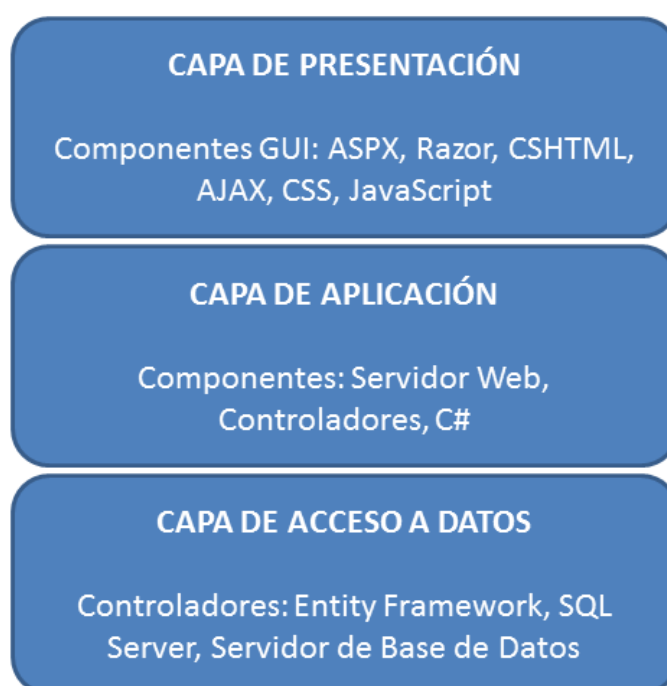 CAPA DE PRESENTACIÓN
Componentes GUI: ASPX, Razor, CSHTML,
AJAX, CSS, JavaScript
CAPA DE APLICACIÓN
Componentes: Servidor Web,
Controladores, C#
CAPA DE ACCESO A DATOS
Controladores: Entity Framework, SQL
Server, Servidor de Base de Datos